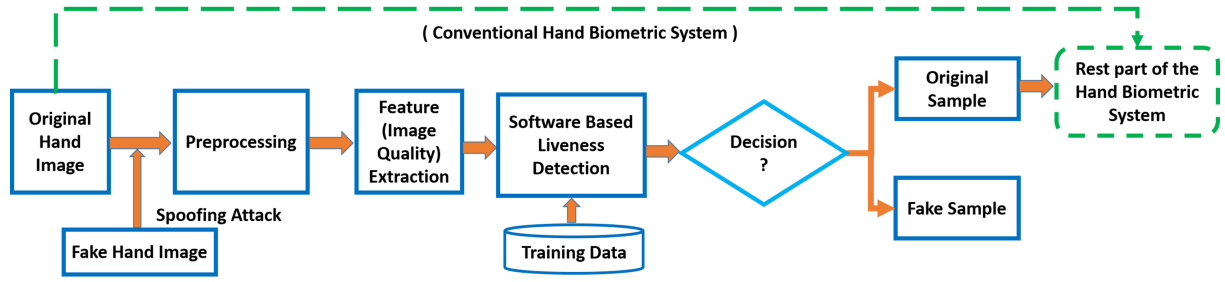 ( Conventional Hand Biometric System )
Original
Hand
Image
Preprocessing
Feature
(Image
Quality)
Extraction
Software Based
Liveness
Detection
Decision
?
Original
Sample
Rest part of the
Hand Biometric
System
Spoofing Attack
Fake Hand Image
Training Data
Fake Sample